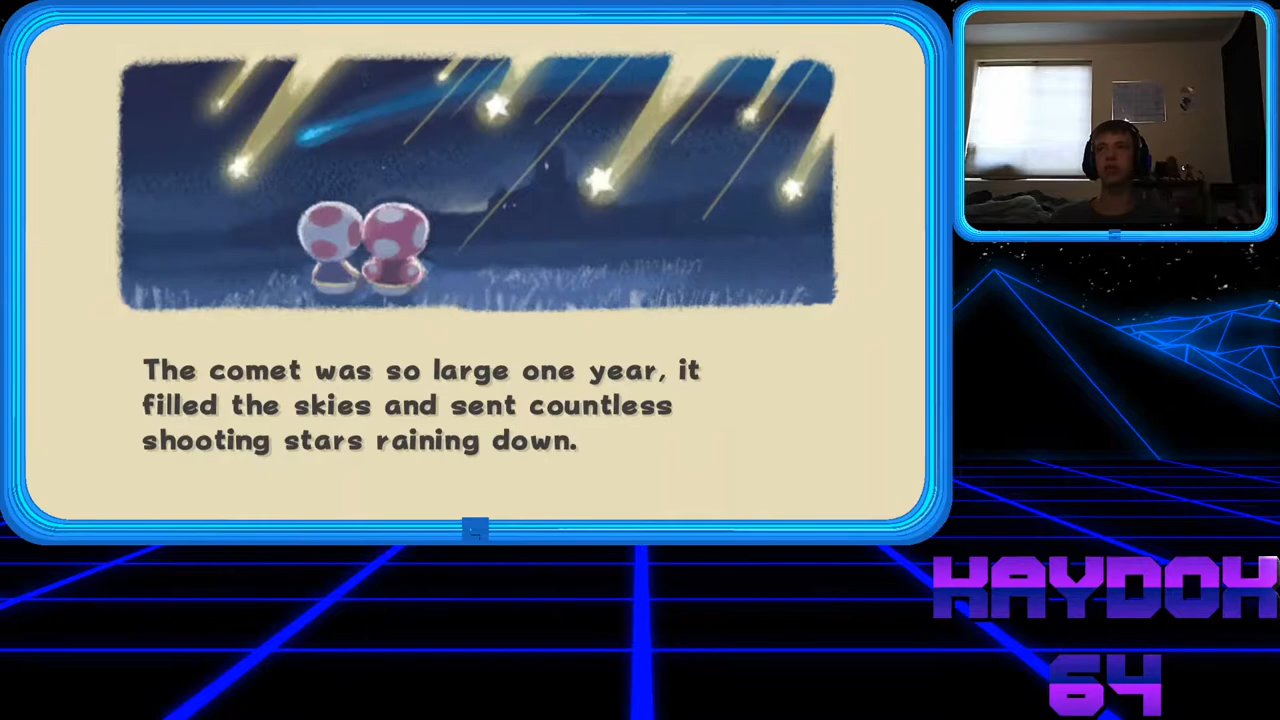 The comet was so large one year, it
filled the skies and sent countless
shooting stars raining down.
KAYDOX
64